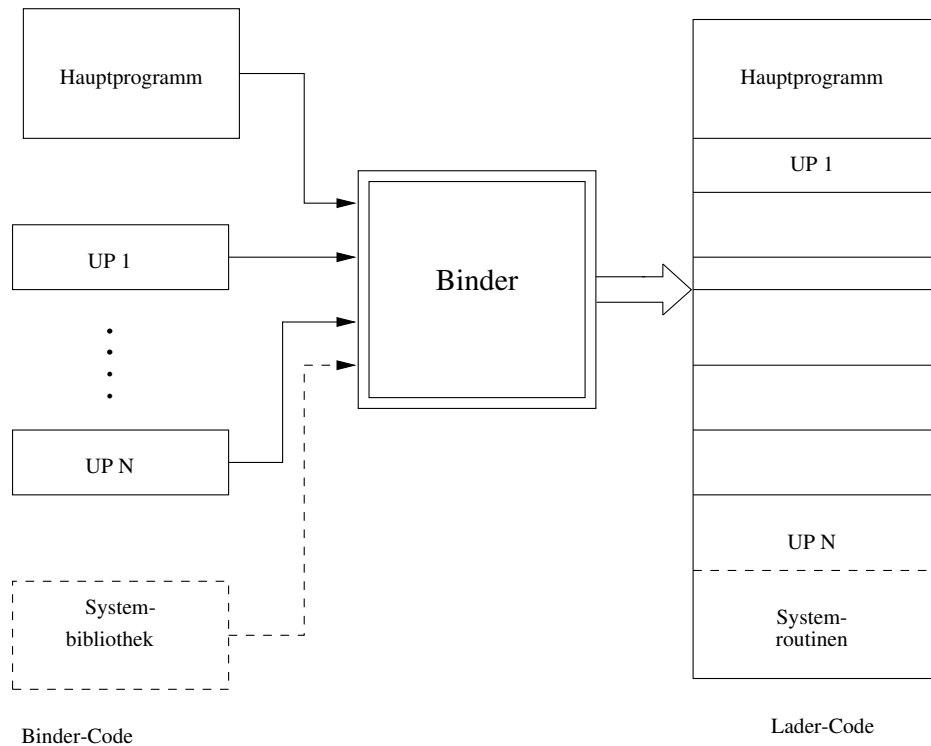 Hauptprogramm
UP 1
UP N
System-
bibliothek
Binder-Code
Binder
Hauptprogramm
UP 1
UP N
System-
routinen
Lader-Code